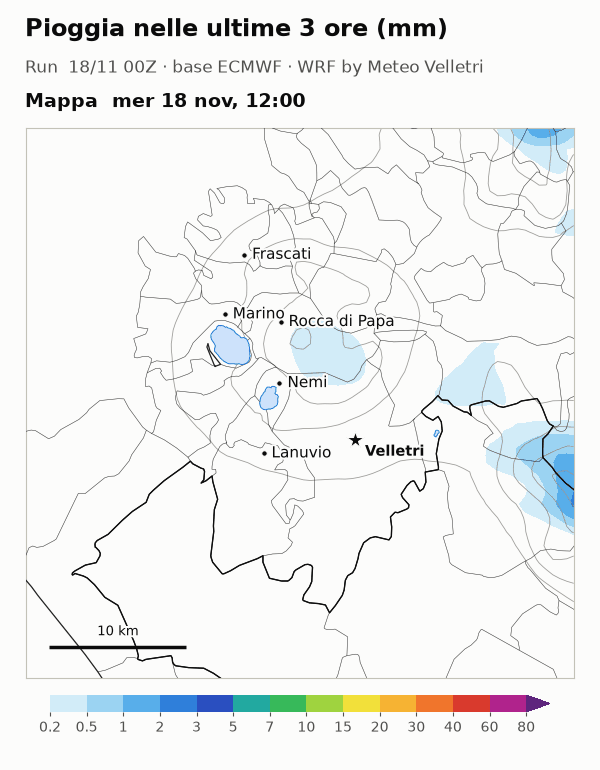 Pioggia nelle ultime 3 ore (mm)
Run  18/11 00Z · base ECMWF · WRF by Meteo Velletri
Mappa  mer 18 nov, 12:00
Frascati
Marino
Rocca di Papa
Nemi
Velletri
Lanuvio
10 km
0.2 0.5 1 2 3 5 7 10 15 20 30 40 60 80